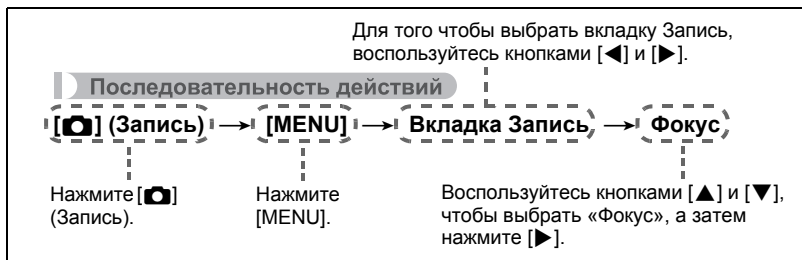 Для того чтобы выбрать вкладку Запись,
воспользуйтесь кнопками [◀] и [▶].
Последовательность действий
[📷] (Запись) → [MENU] → Вкладка Запись → Фокус
Нажмите [📷]
(Запись).
Нажмите
[MENU].
Воспользуйтесь кнопками [▲] и [▼],
чтобы выбрать «Фокус», а затем
нажмите [▶].